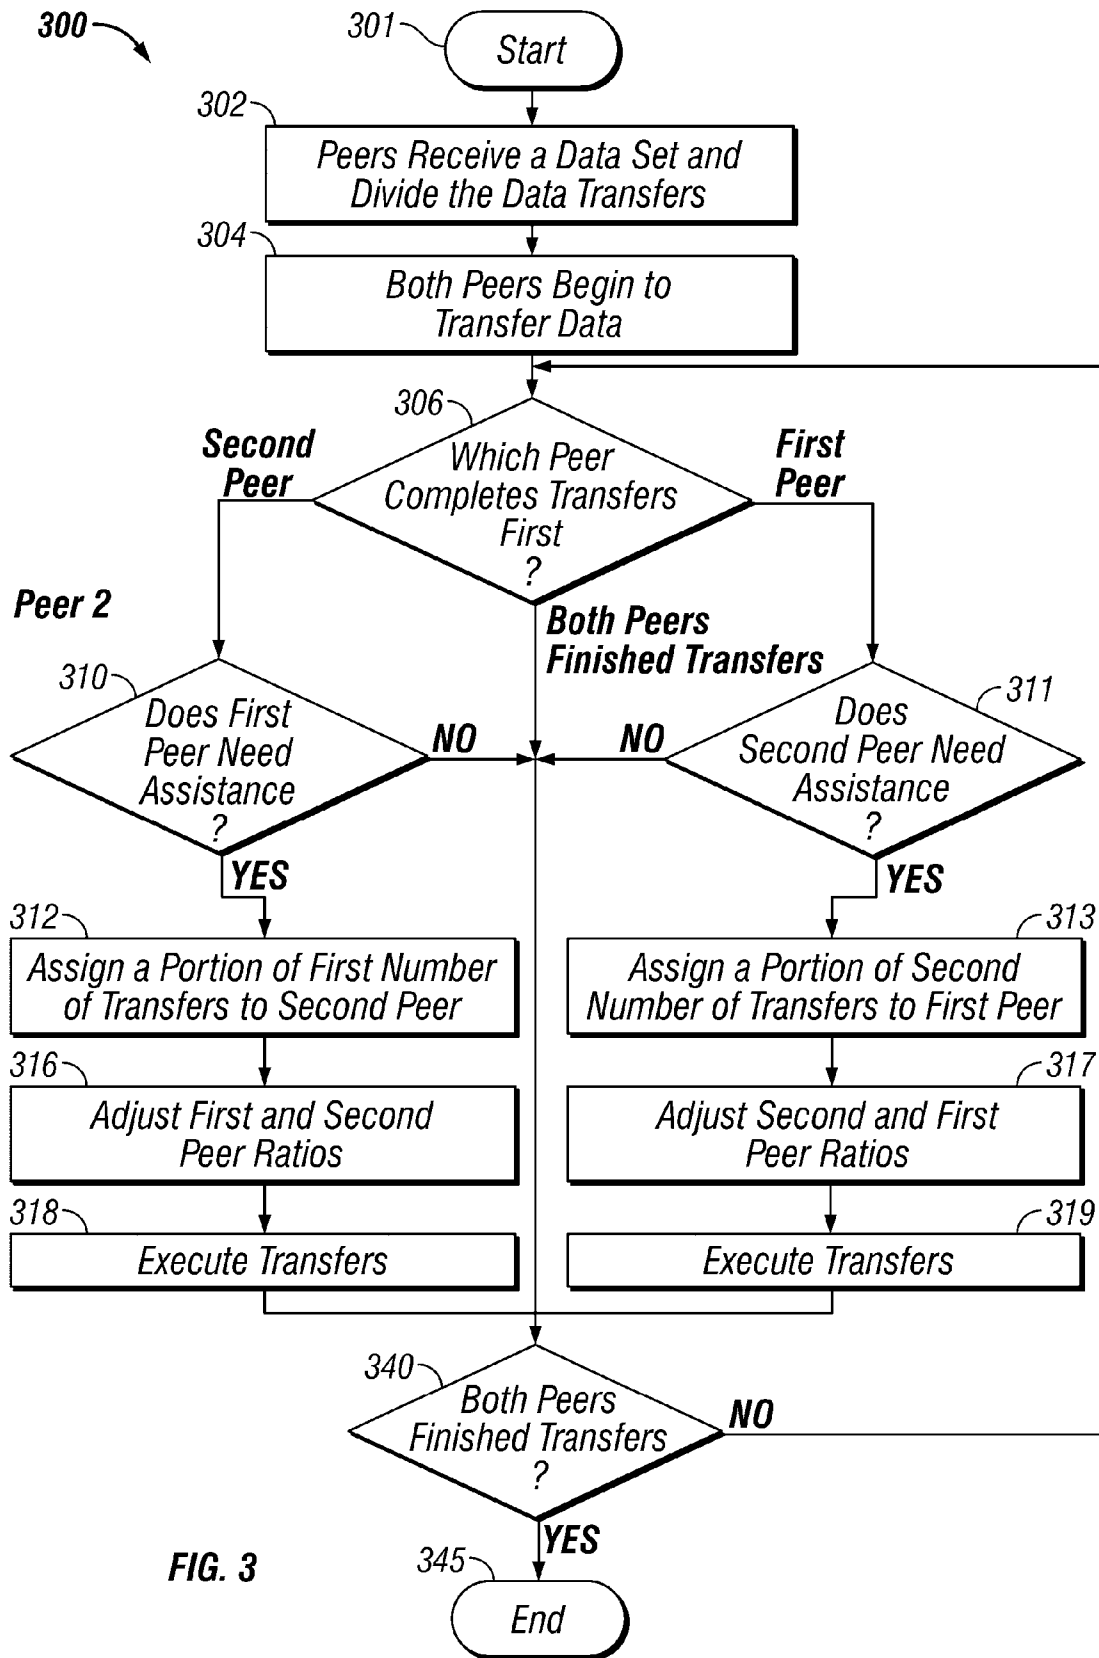 300
301
Start
302
Peers Receive a Data Set and
Divide the Data Transfers
304
Both Peers Begin to
Transfer Data
306
Which Peer
Completes Transfers
First
?
Second
Peer
First
Peer
Peer 2
Both Peers
Finished Transfers
310
Does First
Peer Need
Assistance
?
NO
NO
311
Does
Second Peer Need
Assistance
?
YES
YES
312
Assign a Portion of First Number
of Transfers to Second Peer
313
Assign a Portion of Second
Number of Transfers to First Peer
316
Adjust First and Second
Peer Ratios
317
Adjust Second and First
Peer Ratios
318
Execute Transfers
319
Execute Transfers
340
Both Peers
Finished Transfers
?
NO
YES
345
End
FIG. 3